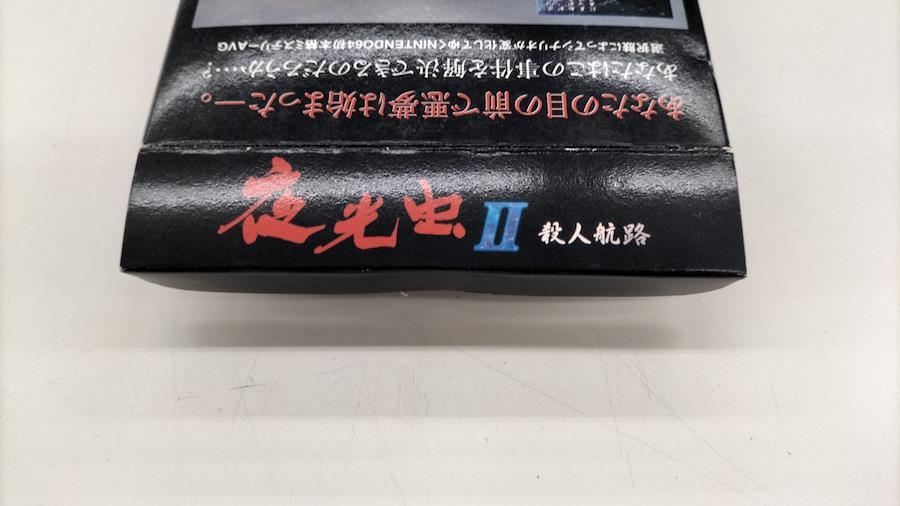 あなたの目の前で悪夢は始まった―。
あなたはこの事件を解決できるのだろうか…?
選択肢によってシナリオが変化してゆくNINTENDO64初本格ミステリーAVG
夜光虫II 殺人航路